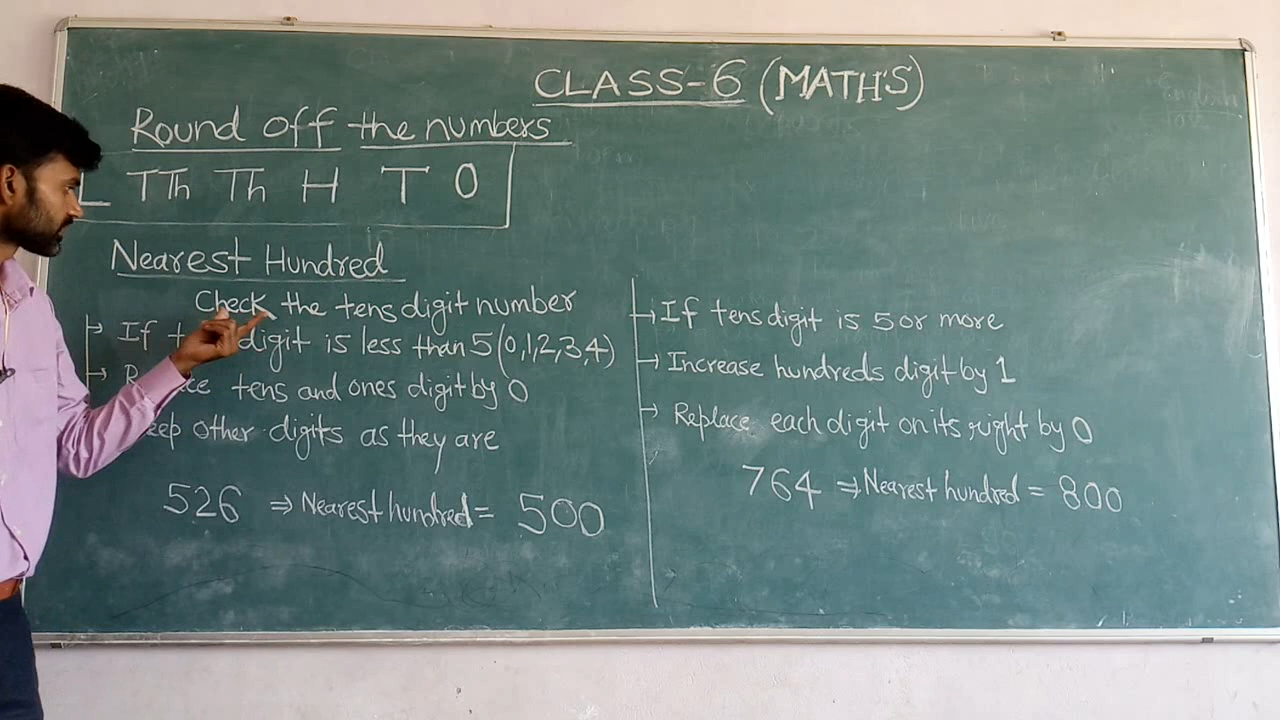 CLASS-6 (MATH'S)
Round off the numbers
L TTh Th H T O
Nearest Hundred
Check the tens digit number
→ If digit is less than 5 (0,1,2,3,4)
→ tens and ones digit by 0
other digits as they are
526 ⇒ Nearest hundred = 500
→ If tens digit is 5 or more
→ Increase hundreds digit by 1
→ Replace each digit on its right by 0
764 ⇒ Nearest hundred = 800